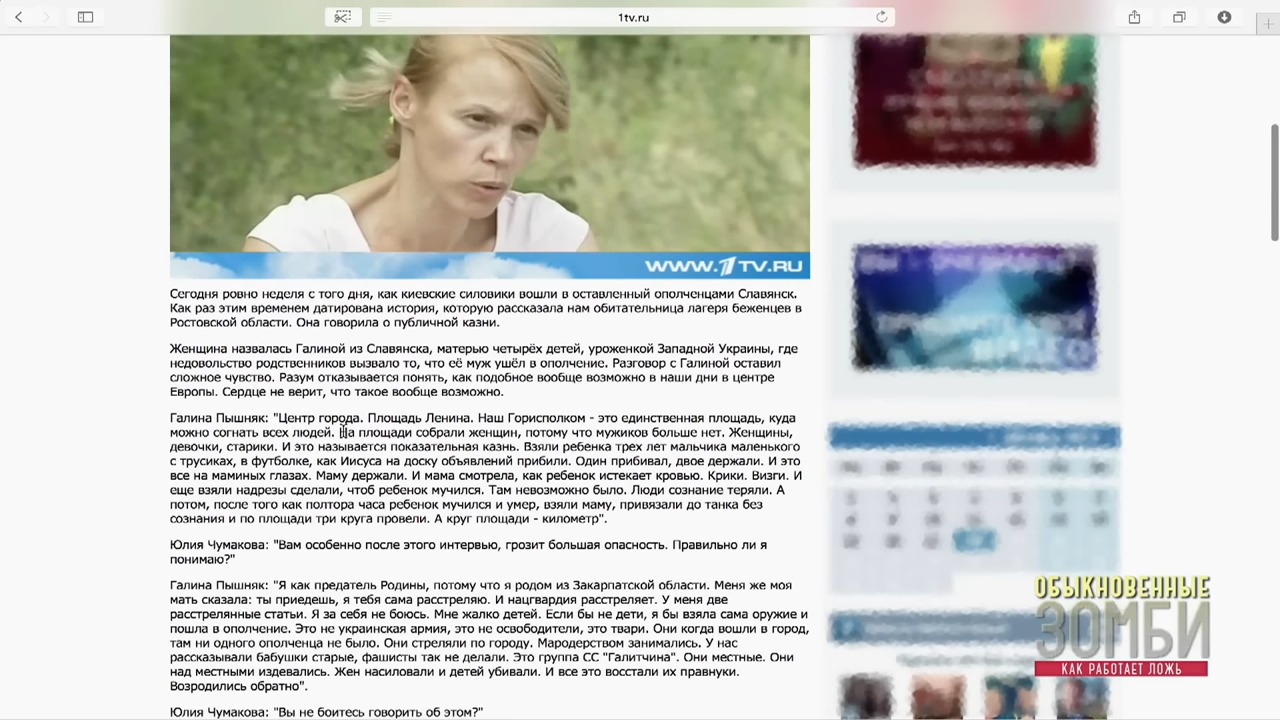 1tv.ru
WWW.1TV.RU
Сегодня ровно неделя с того дня, как киевские силовики вошли в оставленный ополченцами Славянск.
Как раз этим временем датирована история, которую рассказала нам обитательница лагеря беженцев в
Ростовской области. Она говорила о публичной казни.
Женщина назвалась Галиной из Славянска, матерью четырёх детей, уроженкой Западной Украины, где
недовольство родственников вызвало то, что её муж ушёл в ополчение. Разговор с Галиной оставил
сложное чувство. Разум отказывается понять, как подобное вообще возможно в наши дни в центре
Европы. Сердце не верит, что такое вообще возможно.
Галина Пышняк: "Центр города. Площадь Ленина. Наш Горисполком - это единственная площадь, куда
можно согнать всех людей. На площади собрали женщин, потому что мужиков больше нет. Женщины,
девочки, старики. И это называется показательная казнь. Взяли ребенка трех лет мальчика маленького
с трусиках, в футболке, как Иисуса на доску объявлений прибили. Один прибивал, двое держали. И это
все на маминых глазах. Маму держали. И мама смотрела, как ребенок истекает кровью. Крики. Визги. И
еще взяли надрезы сделали, чтоб ребенок мучился. Там невозможно было. Люди сознание теряли. А
потом, после того как полтора часа ребенок мучился и умер, взяли маму, привязали до танка без
сознания и по площади три круга провели. А круг площади - километр".
Юлия Чумакова: "Вам особенно после этого интервью, грозит большая опасность. Правильно ли я
понимаю?"
Галина Пышняк: "Я как предатель Родины, потому что я родом из Закарпатской области. Меня же моя
мать сказала: ты приедешь, я тебя сама расстреляю. И нацгвардия расстреляет. У меня две
расстрелянные статьи. Я за себя не боюсь. Мне жалко детей. Если бы не дети, я бы взяла сама оружие и
пошла в ополчение. Это не украинская армия, это не освободители, это твари. Они когда вошли в город,
там ни одного ополченца не было. Они стреляли по городу. Мародерством занимались. У нас
рассказывали бабушки старые, фашисты так не делали. Это группа СС "Галитчина". Они местные. Они
над местными издевались. Жен насиловали и детей убивали. И все это восстали их правнуки.
Возродились обратно".
Юлия Чумакова: "Вы не боитесь говорить об этом?"
ОБЫКНОВЕННЫЕ
ЗОМБИ
КАК РАБОТАЕТ ЛОЖЬ